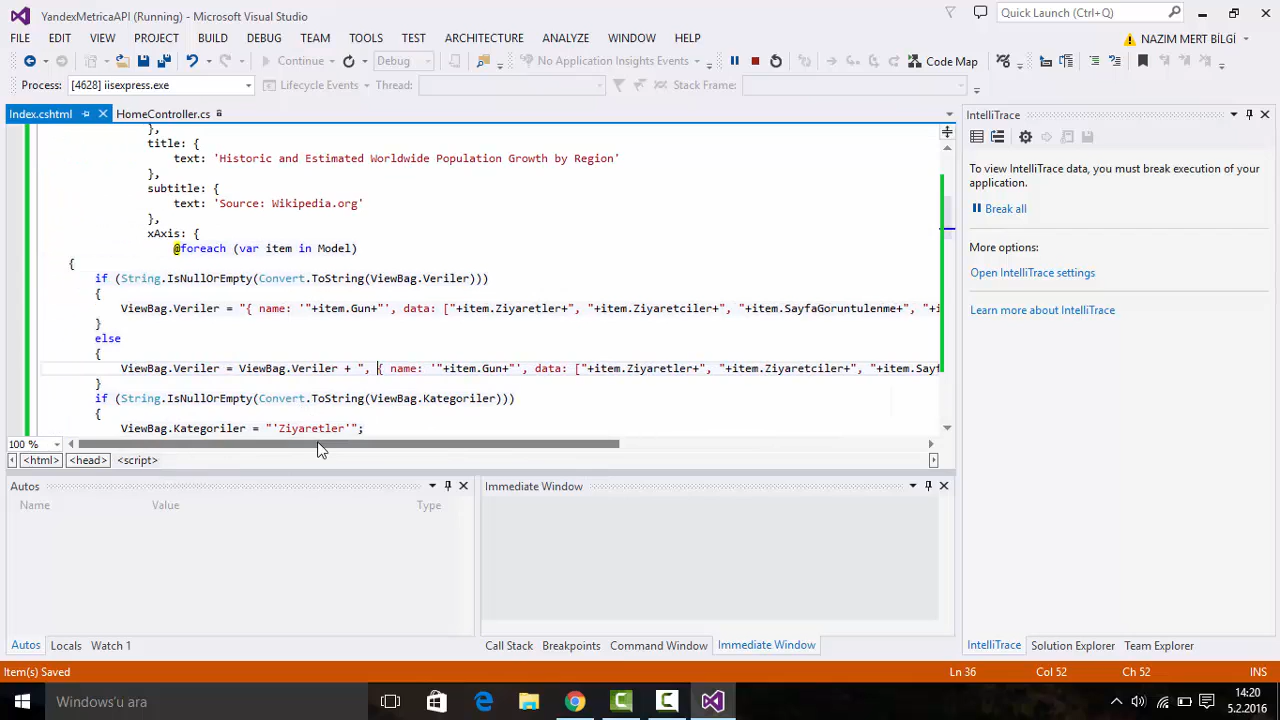 YandexMetricaAPI (Running) - Microsoft Visual Studio
Quick Launch (Ctrl+Q)
FILE EDIT VIEW PROJECT BUILD DEBUG TEAM TOOLS TEST ARCHITECTURE ANALYZE WINDOW HELP
NAZIM MERT BİLGİ
Continue Debug No Application Insights Events Code Map
Process: [4628] iisexpress.exe Lifecycle Events Thread: Stack Frame:
Index.cshtml HomeController.cs
},
title: {
text: 'Historic and Estimated Worldwide Population Growth by Region'
},
subtitle: {
text: 'Source: Wikipedia.org'
},
xAxis: {
@foreach (var item in Model)
{
if (String.IsNullOrEmpty(Convert.ToString(ViewBag.Veriler)))
{
ViewBag.Veriler = "{ name: '"+item.Gun+"', data: ["+item.Ziyaretler+", "+item.Ziyaretciler+", "+item.SayfaGoruntulenme+", "+i
}
else
{
ViewBag.Veriler = ViewBag.Veriler + ", { name: '"+item.Gun+"', data: ["+item.Ziyaretler+", "+item.Ziyaretciler+", "+item.Sayf
}
if (String.IsNullOrEmpty(Convert.ToString(ViewBag.Kategoriler)))
{
ViewBag.Kategoriler = "'Ziyaretler'";
100 %
<html> <head> <script>
IntelliTrace
To view IntelliTrace data, you must break execution of your
application.
Break all
More options:
Open IntelliTrace settings
Learn more about IntelliTrace
Autos
Name Value Type
Immediate Window
Autos Locals Watch 1
Call Stack Breakpoints Command Window Immediate Window
IntelliTrace Solution Explorer Team Explorer
Item(s) Saved
Ln 36 Col 52 Ch 52 INS
Windows'u ara
14:20
5.2.2016